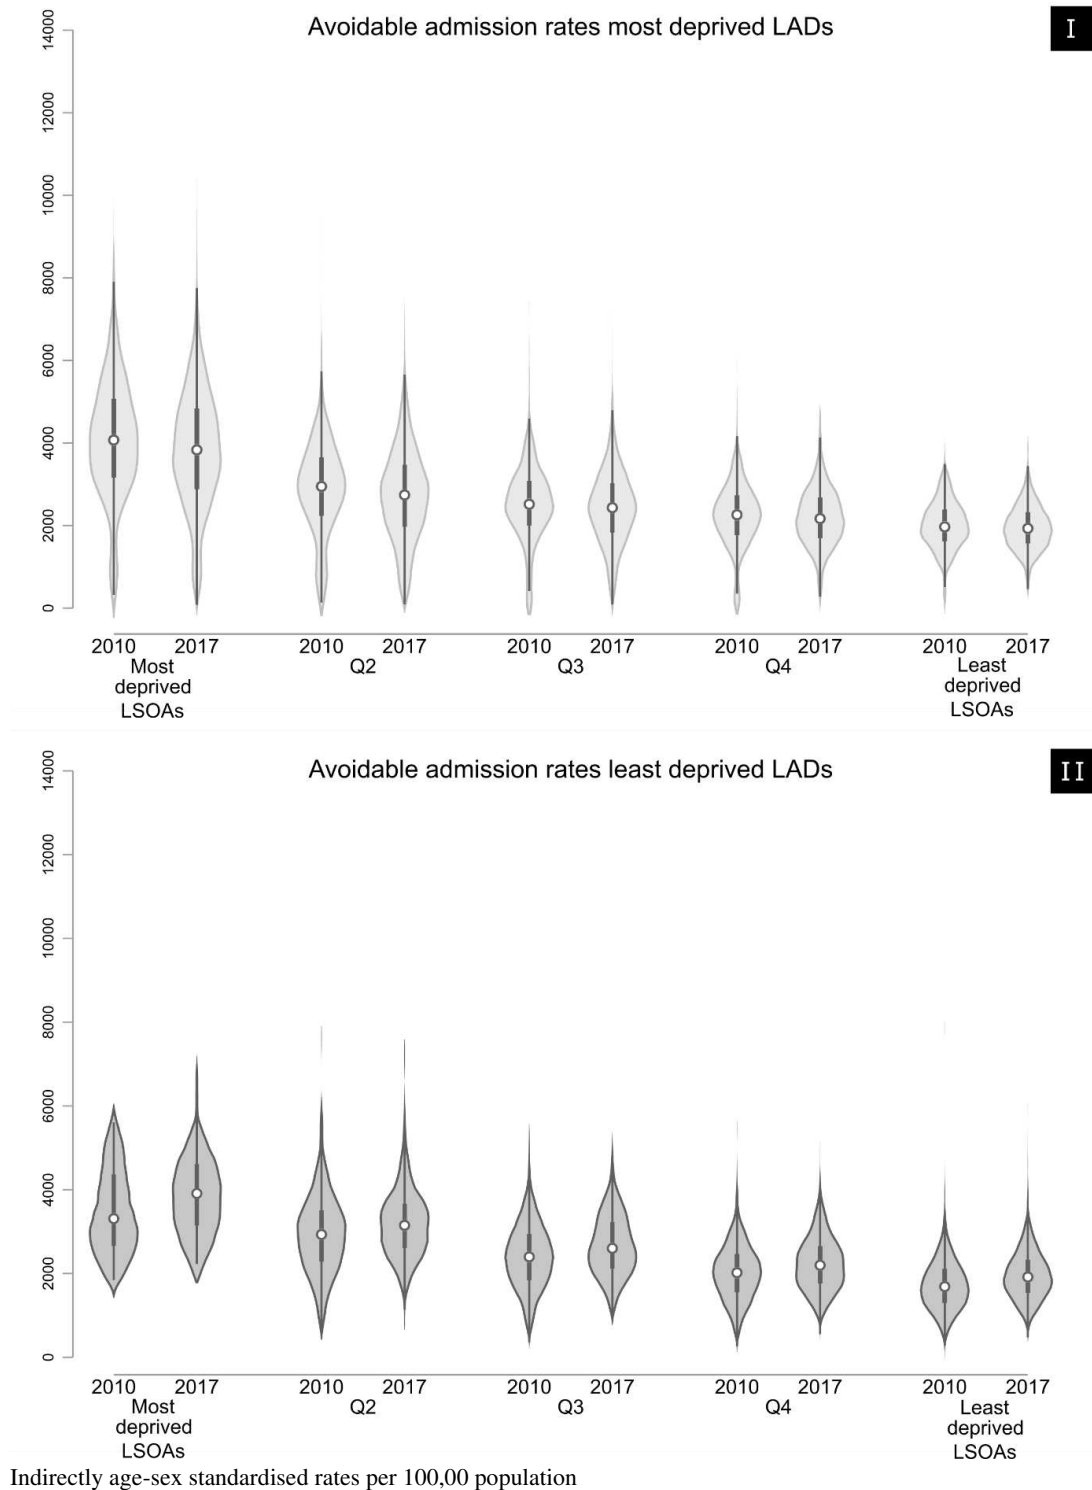 Avoidable admission rates most deprived LADs
I
14000
12000
10000
8000
6000
4000
2000
0
2010 2017 2010 2017 2010 2017 2010 2017 2010 2017
Most Q2 Q3 Q4 Least
deprived deprived
LSOAs LSOAs
Avoidable admission rates least deprived LADs
II
14000
12000
10000
8000
6000
4000
2000
0
2010 2017 2010 2017 2010 2017 2010 2017 2010 2017
Most Q2 Q3 Q4 Least
deprived deprived
LSOAs LSOAs
Indirectly age-sex standardised rates per 100,00 population